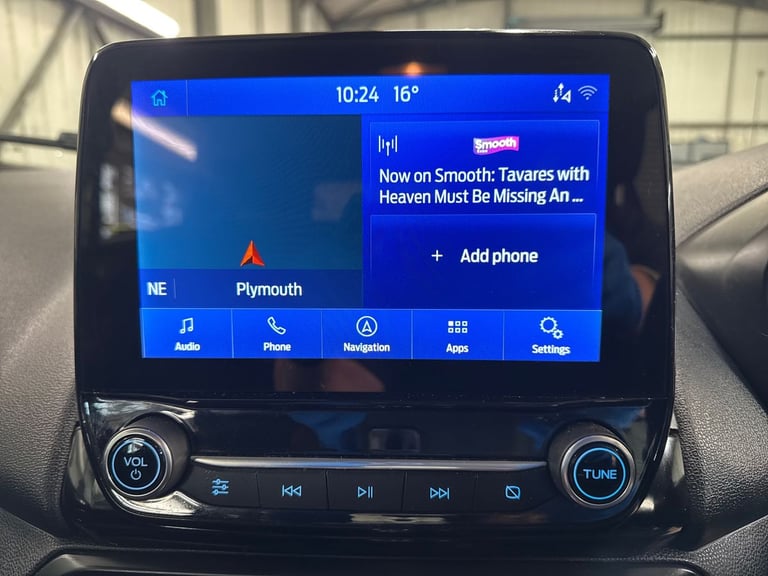 10:24 16°
Smooth
Now on Smooth: Tavares with
Heaven Must Be Missing An ...
+ Add phone
NE Plymouth
Audio Phone Navigation Apps Settings
VOL
TUNE